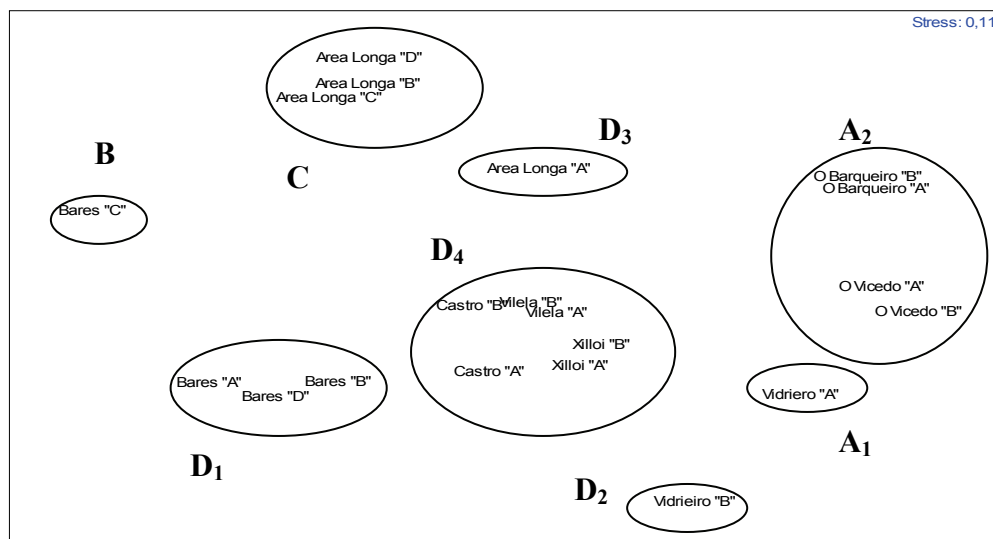 Stress: 0,11
Area Longa "D"
Area Longa "B"
Area Longa "C"
D3
A2
B
C
Area Longa "A"
O Barqueiro "B"
O Barqueiro "A"
Bares "C"
D4
O Vicedo "A"
Castro "B"
Vilela "B"
Vilela "A"
O Vicedo "B"
Xilloi "B"
Xilloi "A"
Castro "A"
Bares "A"
Bares "B"
Bares "D"
Vidriero "A"
A1
D1
D2
Vidrieiro "B"